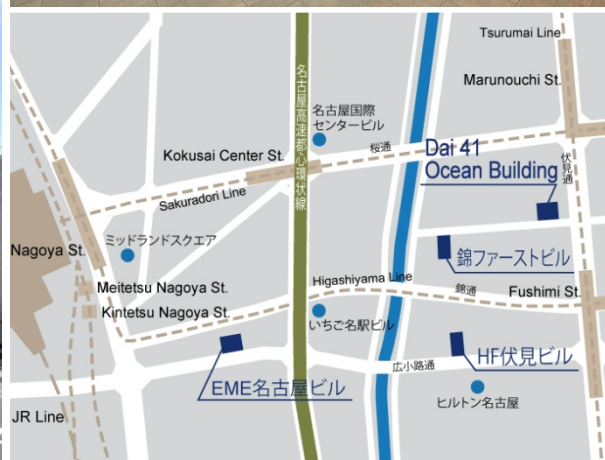 Tsurumai Line
Marunouchi St.
名古屋高速都心環状線
名古屋国際
センタービル
桜通
伏見通
Kokusai Center St.
Dai 41
Ocean Building
Sakuradori Line
Nagoya St.
ミッドランドスクエア
錦ファーストビル
Meitetsu Nagoya St.
Higashiyama Line
錦通
Fushimi St.
Kintetsu Nagoya St.
いちご名駅ビル
EME名古屋ビル
HF伏見ビル
広小路通
ヒルトン名古屋
JR Line